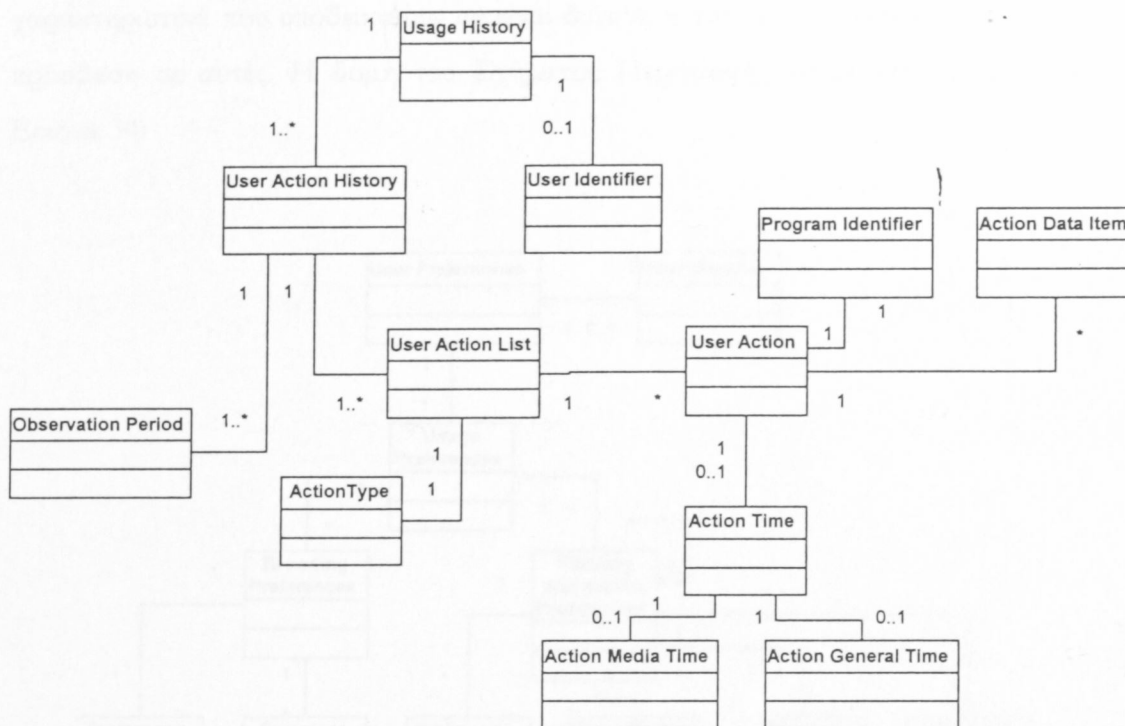 Usage History
1
1
1..*
0..1
User Action History
User Identifier
Program Identifier
Action Data Item
1
1
1
1
*
User Action List
User Action
1..*
1
*
1
Observation Period
1..*
1
1
0..1
ActionType
1
Action Time
0..1
1
1
0..1
Action Media Time
Action General Time